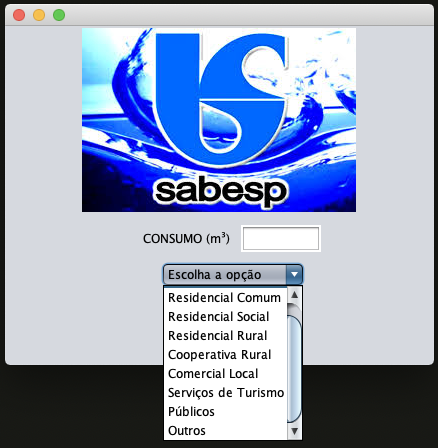 sabesp
CONSUMO (m³)
Escolha a opção
Residencial Comum
Residencial Social
Residencial Rural
Cooperativa Rural
Comercial Local
Serviços de Turismo
Públicos
Outros